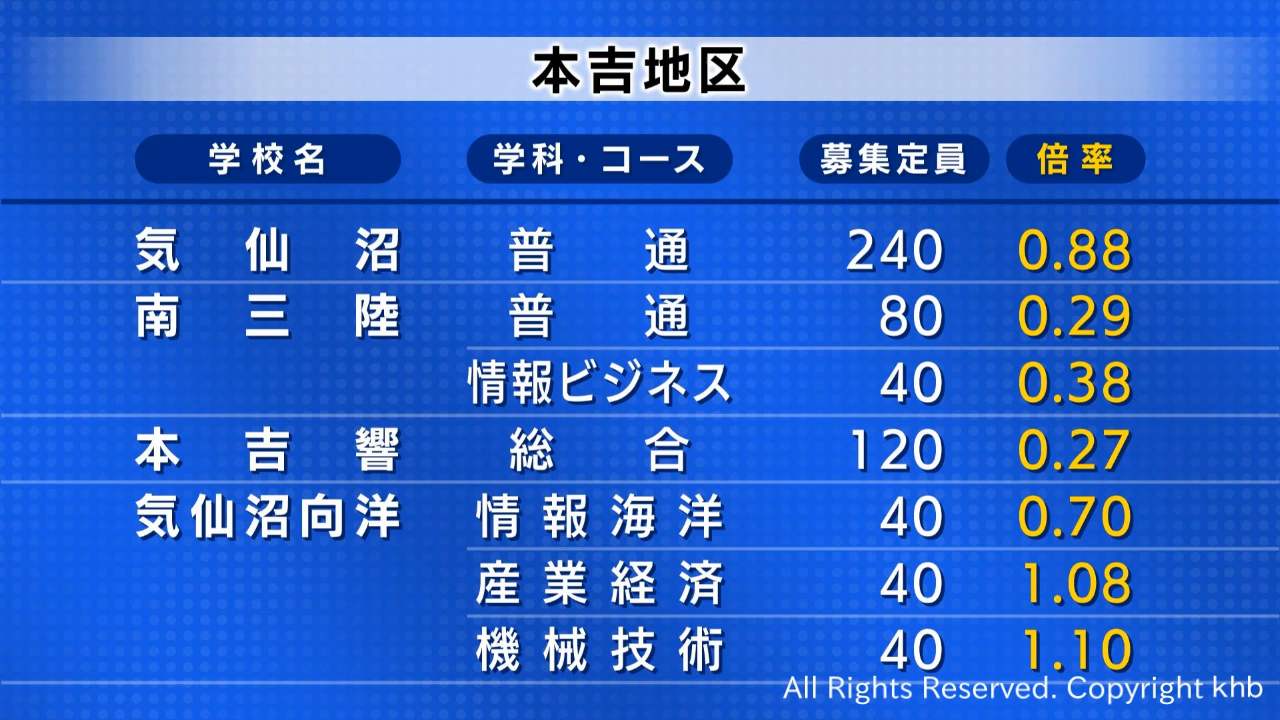 本吉地区
学校名 学科・コース 募集定員 倍率
気仙沼 普通 240 0.88
南三陸 普通 80 0.29
情報ビジネス 40 0.38
本吉響 総合 120 0.27
気仙沼向洋 情報海洋 40 0.70
産業経済 40 1.08
機械技術 40 1.10
All Rights Reserved. Copyright khb